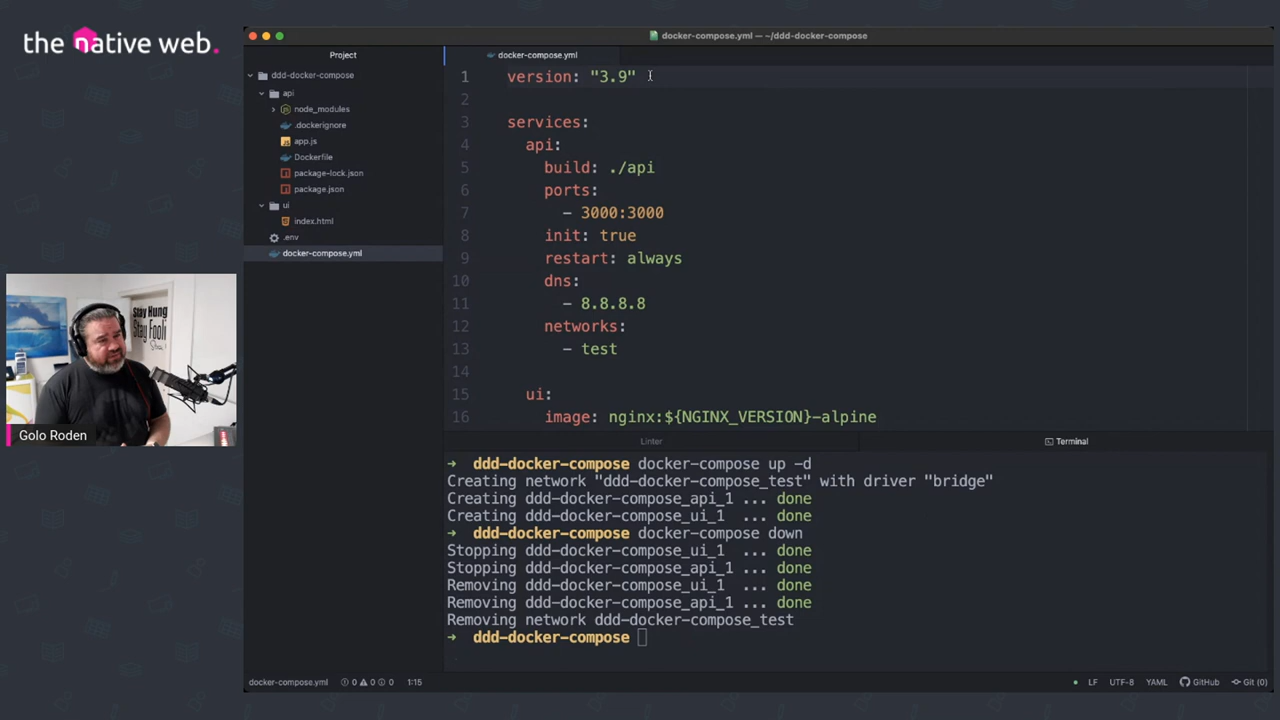 the native web.
docker-compose.yml — ~/ddd-docker-compose
Project
ddd-docker-compose
api
node_modules
.dockerignore
app.js
Dockerfile
package-lock.json
package.json
ui
index.html
.env
docker-compose.yml
docker-compose.yml
1 version: "3.9"
2
3 services:
4 api:
5 build: ./api
6 ports:
7 - 3000:3000
8 init: true
9 restart: always
10 dns:
11 - 8.8.8.8
12 networks:
13 - test
14
15 ui:
16 image: nginx:${NGINX_VERSION}-alpine
Linter
Terminal
➜ ddd-docker-compose docker-compose up -d
Creating network "ddd-docker-compose_test" with driver "bridge"
Creating ddd-docker-compose_api_1 ... done
Creating ddd-docker-compose_ui_1 ... done
➜ ddd-docker-compose docker-compose down
Stopping ddd-docker-compose_ui_1 ... done
Stopping ddd-docker-compose_api_1 ... done
Removing ddd-docker-compose_ui_1 ... done
Removing ddd-docker-compose_api_1 ... done
Removing network ddd-docker-compose_test
➜ ddd-docker-compose
Stay Hung
Stay Fooli
Golo Roden
docker-compose.yml 0 0 0 1:15
LF UTF-8 YAML GitHub Git (0)